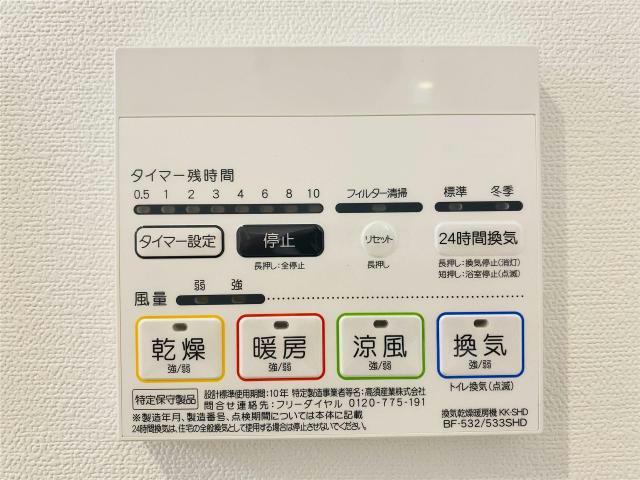 タイマー残時間
0.5 1 2 3 4 6 8 10
フィルター清掃
標準 冬季
タイマー設定
停止
長押し:全停止
リセット
長押し
24時間換気
長押し:換気停止(消灯)
短押し:浴室停止(点滅)
風量
弱 強
乾燥
強/弱
暖房
強/弱
涼風
強/弱
換気
強/弱
トイレ換気(点滅)
特定保守製品
設計標準使用期間:10年 特定製造事業者等名:高須産業株式会社
問合せ連絡先:フリーダイヤル 0120-775-191
※製造年月、製造番号、点検期間については本体に記載
24時間換気は、住宅の全般換気として使用する場合は停止させないでください。
換気乾燥暖房機 KK-SHD
BF-532/533SHD